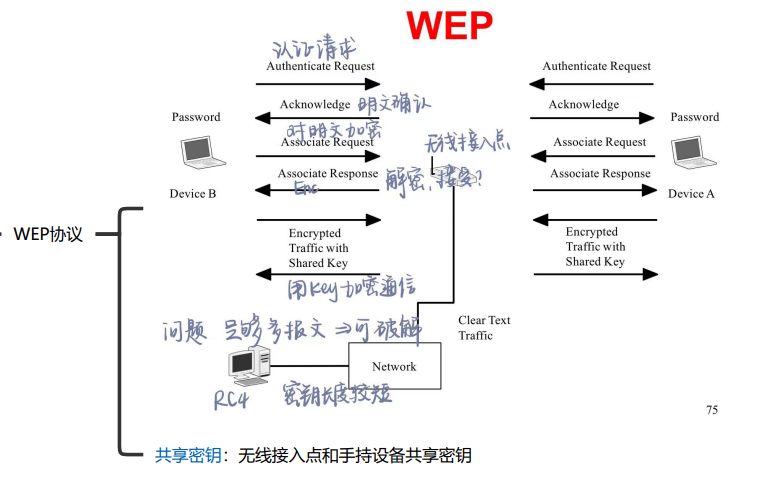 WEP
认证请求
Authenticate Request
Authenticate Request
Acknowledge 明文确认
Acknowledge
Password
Password
对明文加密
Associate Request
无线接入点
Associate Request
Associate Response
解密,接受?
Associate Response
Enc
Device B
Device A
WEP协议
Encrypted
Traffic with
Shared Key
Encrypted
Traffic with
Shared Key
用Key加密通信
问题 足够多报文 ⇒可破解
Clear Text
Traffic
Network
RC4 密钥长度较短
75
共享密钥:无线接入点和手持设备共享密钥